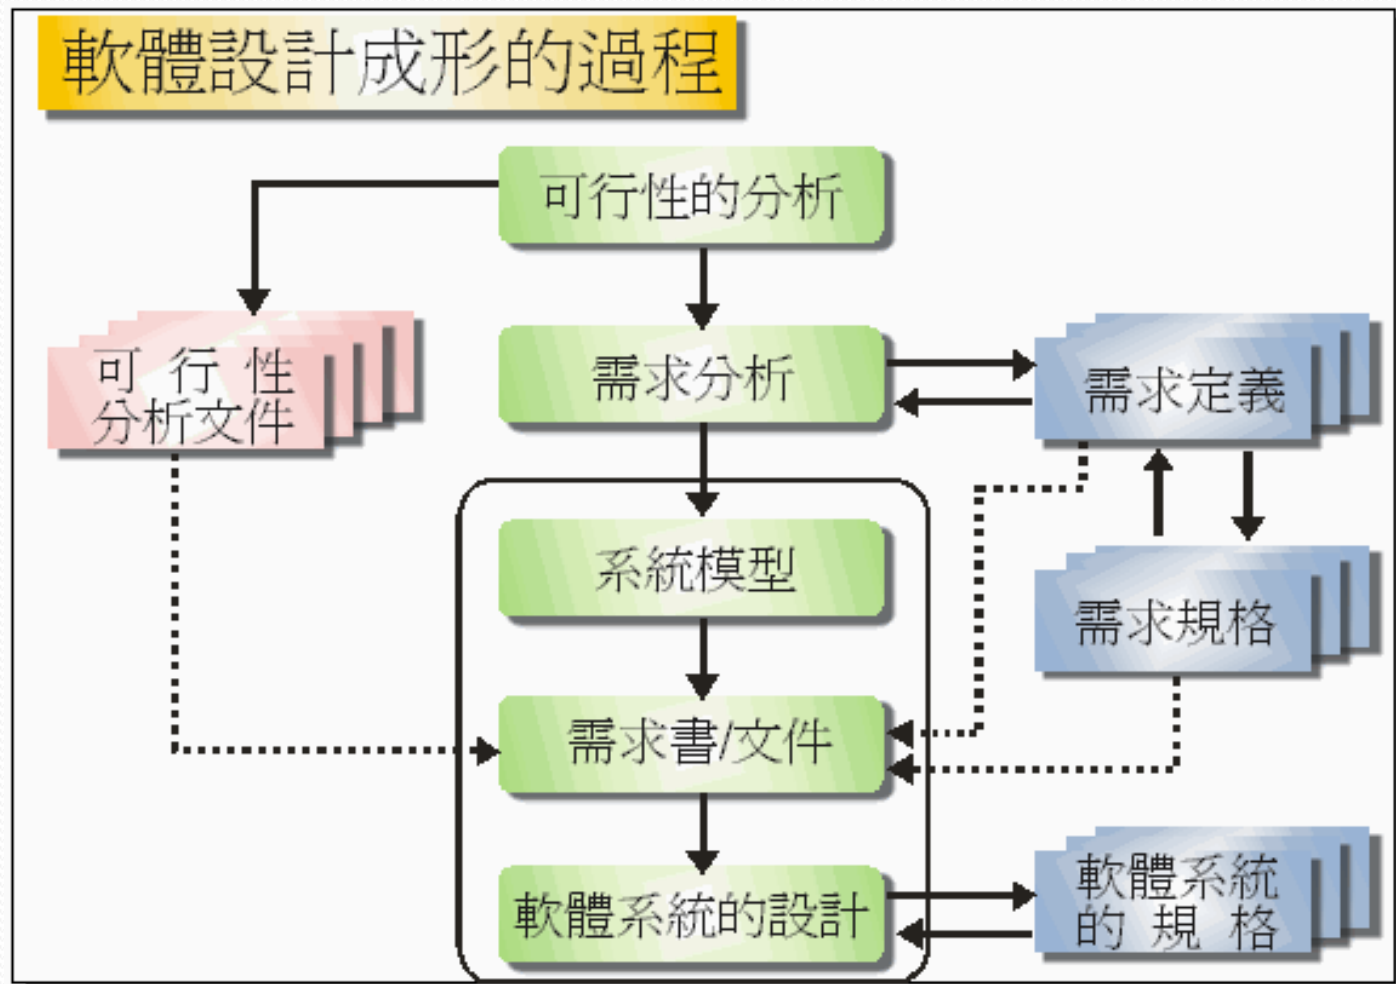 軟體設計成形的過程
可行性的分析
可行性
分析文件
需求分析
需求定義
系統模型
需求規格
需求書/文件
軟體系統的設計
軟體系統
的規格